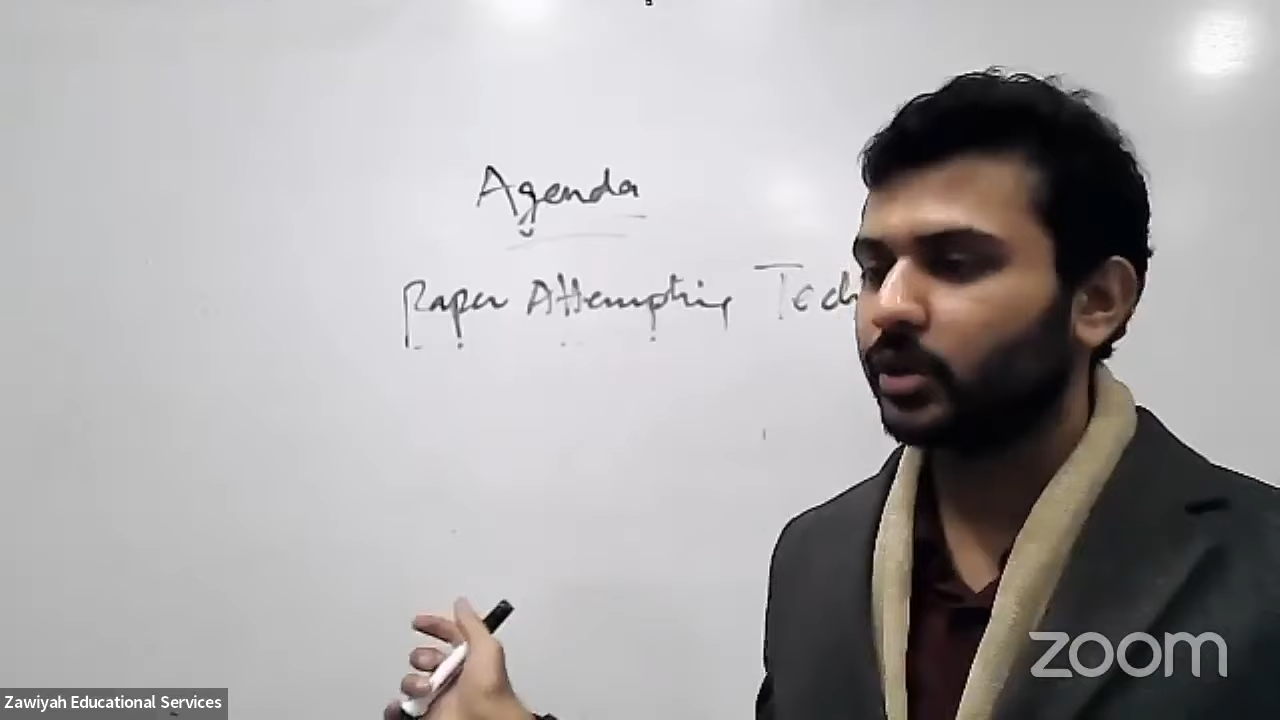 Agenda
Paper Attempting Tech
zoom
Zawiyah Educational Services